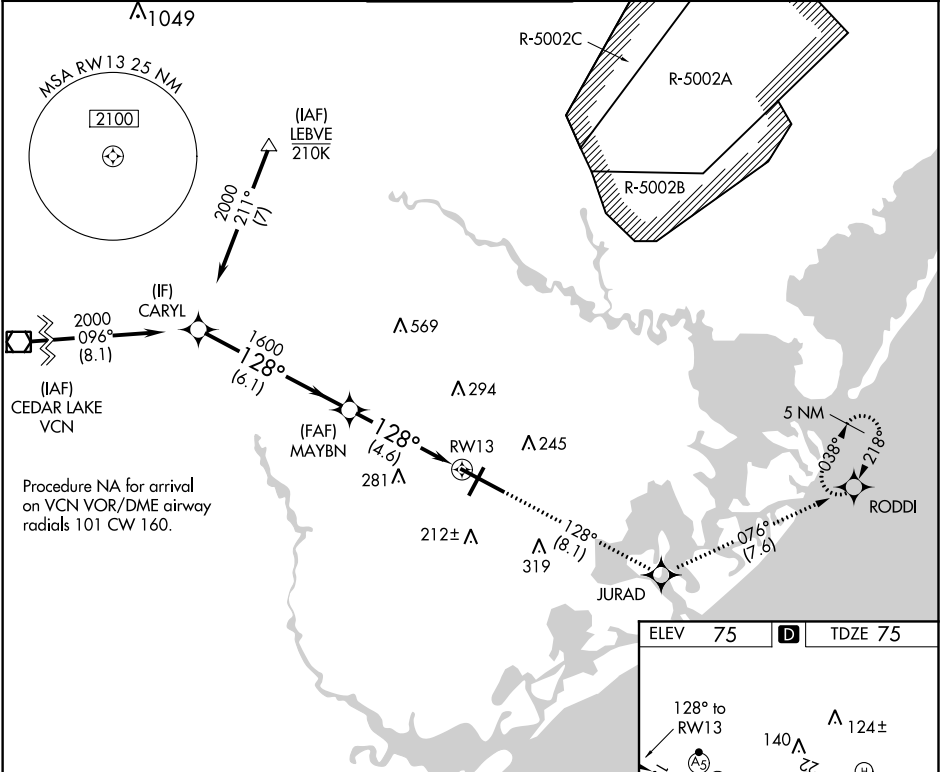 1049
MSA RW13 25 NM
2100
(IAF)
LEBVE
210K
2000
211°
(7)
R-5002C
R-5002A
R-5002B
(IF)
CARYL
2000
096°
(8.1)
(IAF)
CEDAR LAKE
VCN
1600
128°
(6.1)
569
294
(FAF)
MAYBN
128°
(4.6)
RW13
245
281
5 NM
038°
218°
RODDI
Procedure NA for arrival
on VCN VOR/DME airway
radials 101 CW 160.
212±
319
128°
(8.1)
076°
(7.6)
JURAD
ELEV 75
D
TDZE 75
128° to
RW13
124±
140
A5
22
H